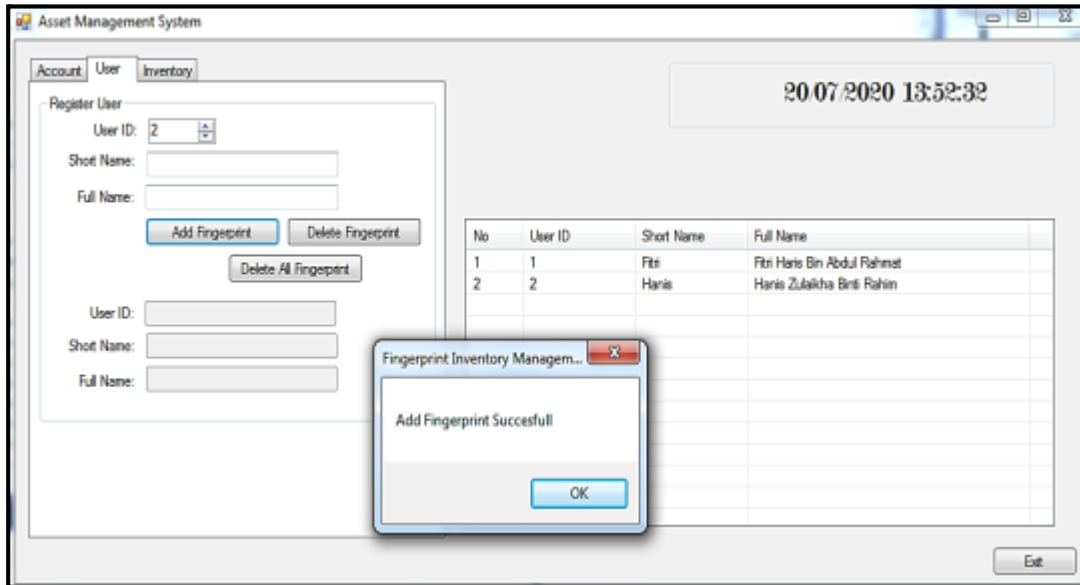 Asset Management System
Account User Inventory
20/07/2020 13:52:32
Register User
User ID: 2
Short Name:
Full Name:
Add Fingerprint Delete Fingerprint
Delete All Fingerprint
User ID:
Short Name:
Full Name:
No User ID Short Name Full Name
1 1 Fitri Fitri Haris Bin Abdul Rahmat
2 2 Hanis Hanis Zulaikha Binti Rahim
Fingerprint Inventory Managem...
Add Fingerprint Succesfull
OK
Exit